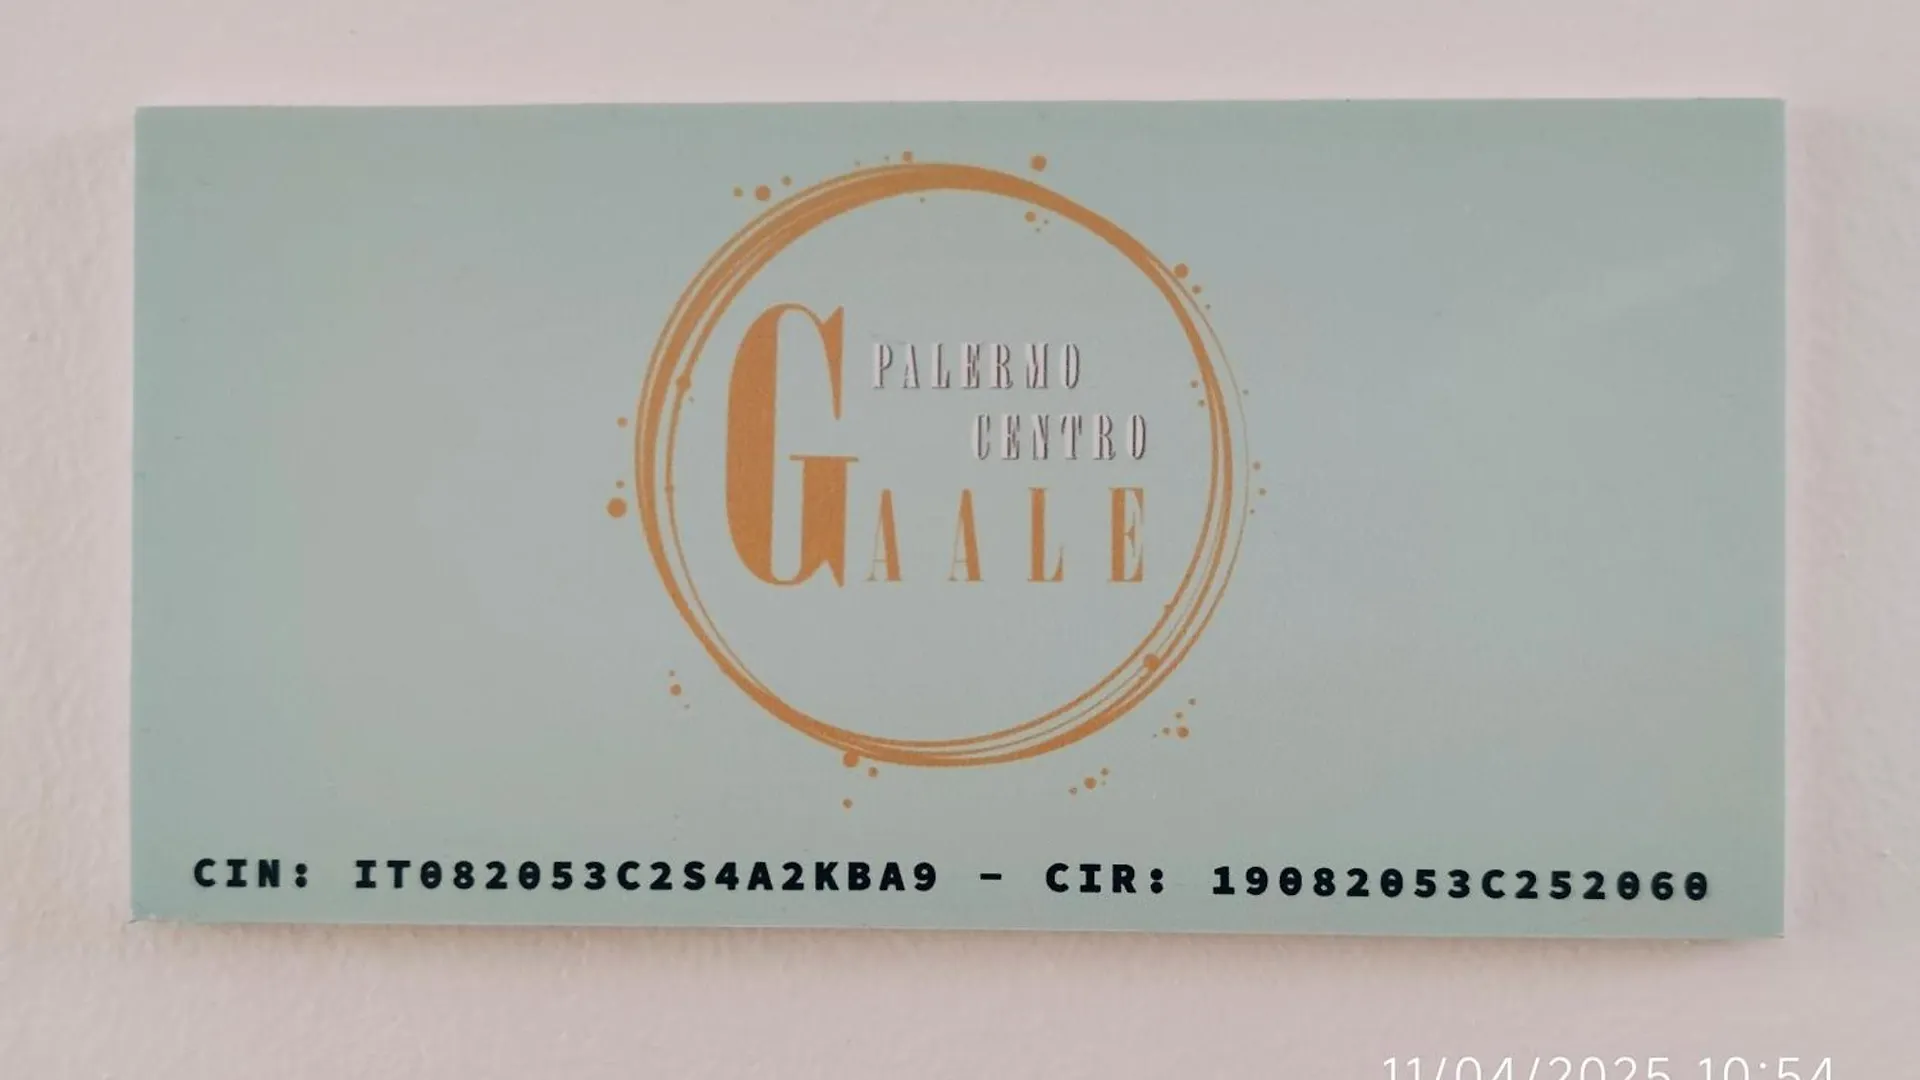 PALERMO
CENTRO
GAALE
CIN: IT082053C2S4A2KBA9 - CIR: 19082053C252060
11/04/2025 10:54